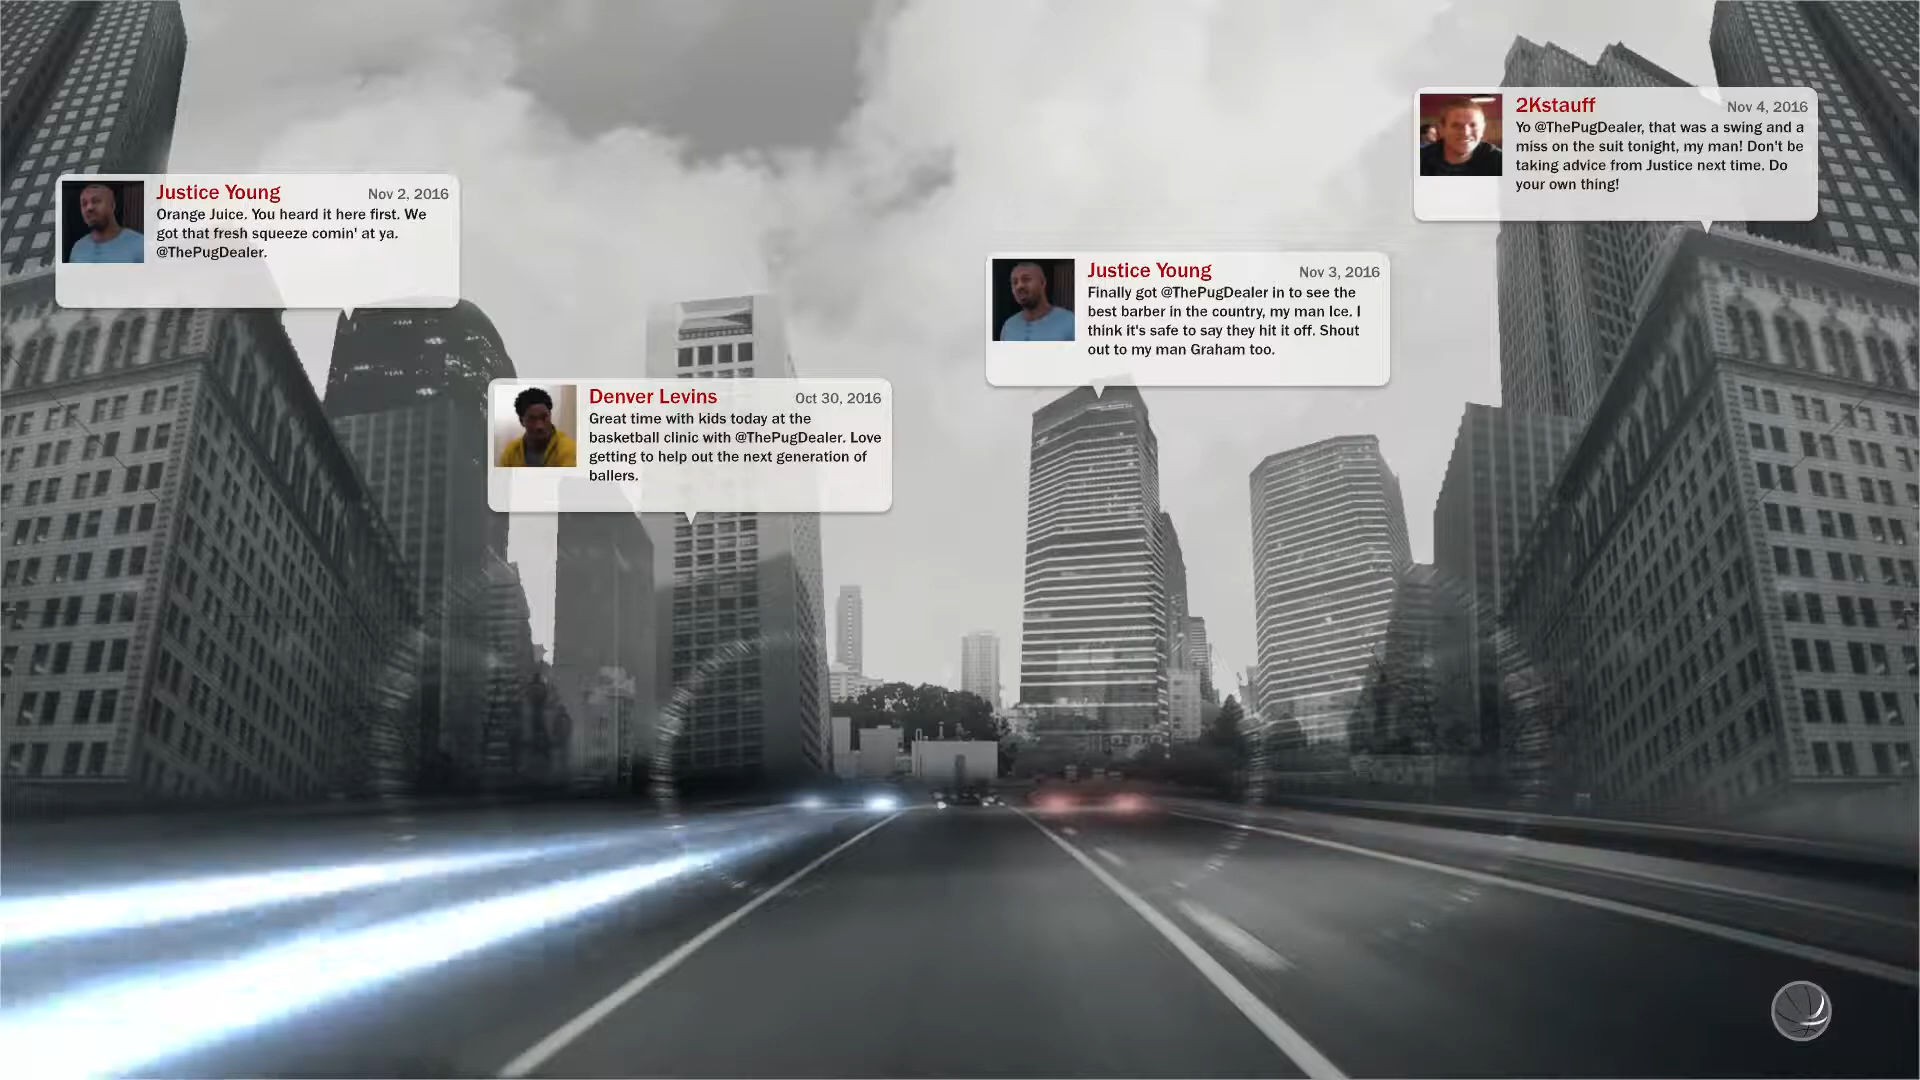 Justice Young
Nov 2, 2016
Orange Juice. You heard it here first. We
got that fresh squeeze comin' at ya.
@ThePugDealer.
Denver Levins
Oct 30, 2016
Great time with kids today at the
basketball clinic with @ThePugDealer. Love
getting to help out the next generation of
ballers.
Justice Young
Nov 3, 2016
Finally got @ThePugDealer in to see the
best barber in the country, my man Ice. I
think it's safe to say they hit it off. Shout
out to my man Graham too.
2Kstauff
Nov 4, 2016
Yo @ThePugDealer, that was a swing and a
miss on the suit tonight, my man! Don't be
taking advice from Justice next time. Do
your own thing!